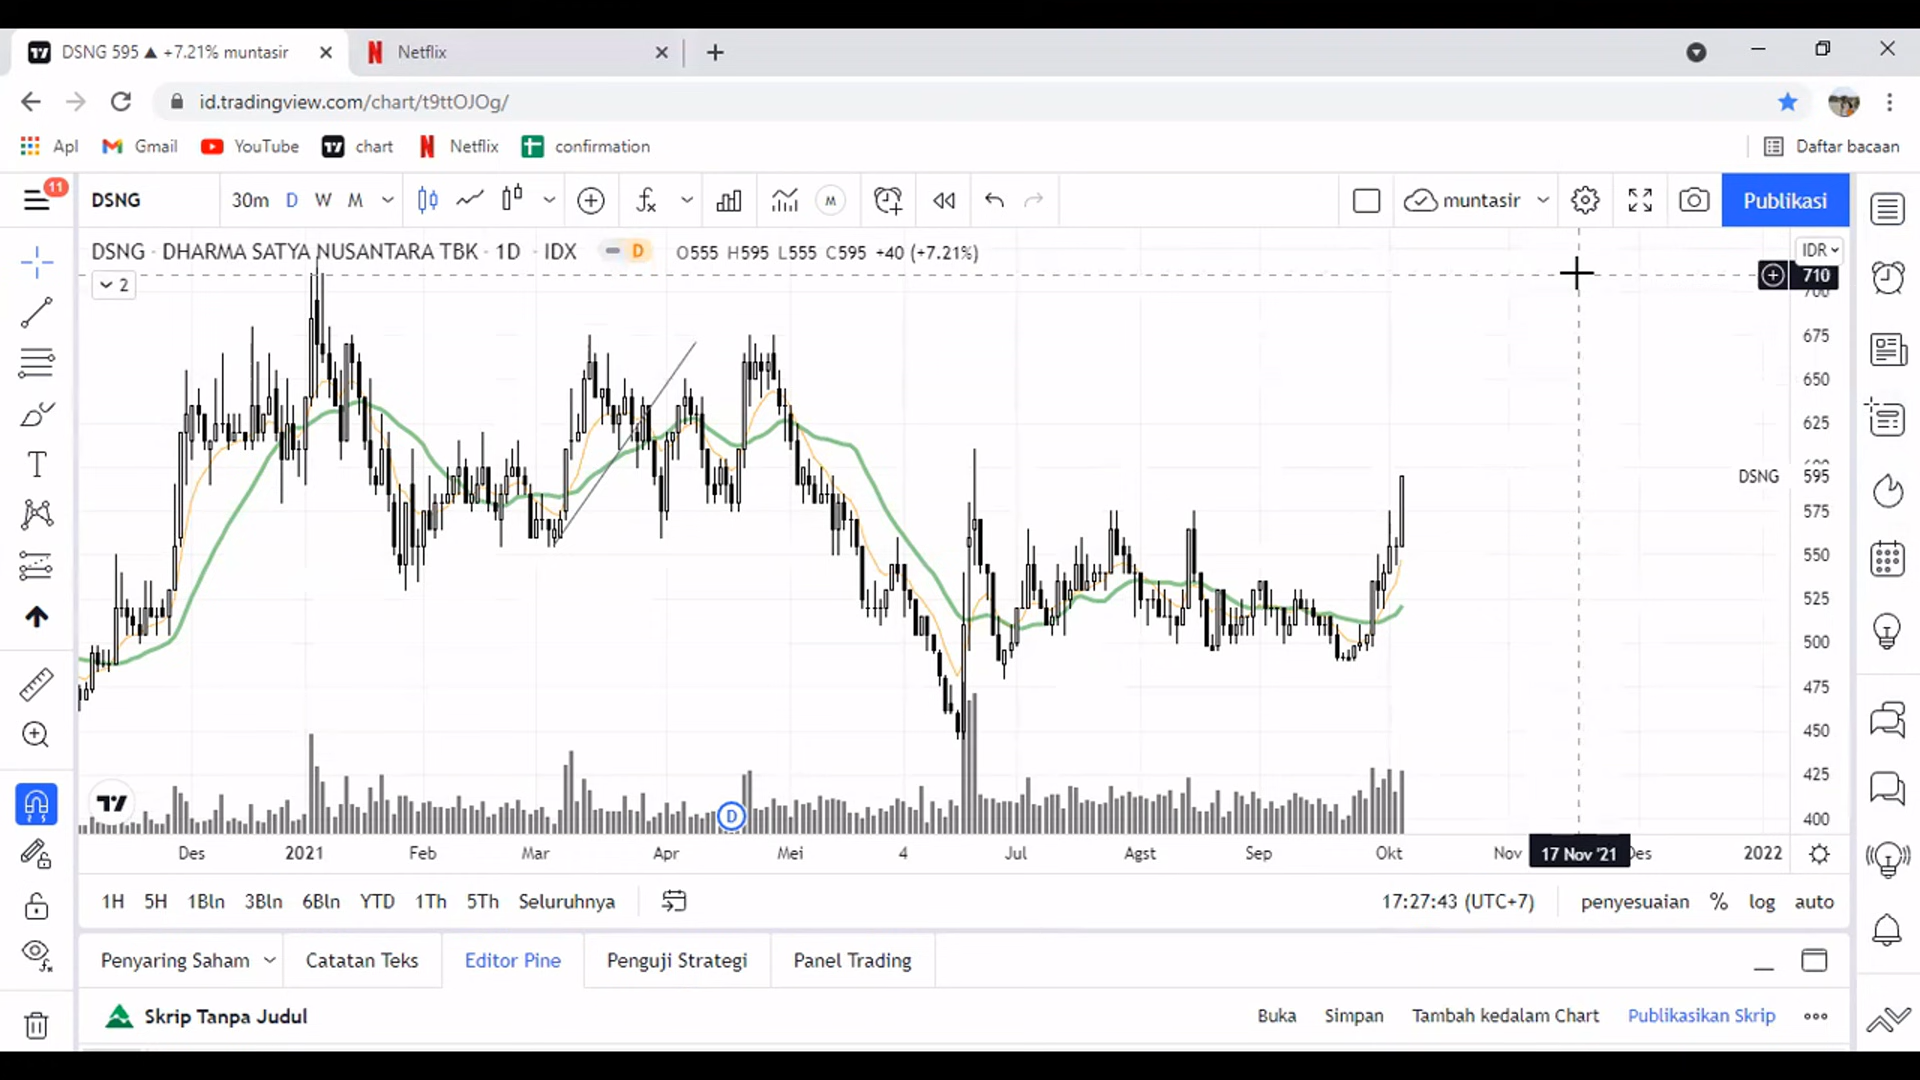 DSNG 595 ▲ +7.21% muntasir
Netflix
id.tradingview.com/chart/t9ttOJOg/
Apl Gmail YouTube chart Netflix confirmation Daftar bacaan
11
DSNG 30m D W M M muntasir Publikasi
DSNG · DHARMA SATYA NUSANTARA TBK · 1D · IDX D O555 H595 L555 C595 +40 (+7.21%) IDR
2
710
700
675
650
625
DSNG 595
575
550
525
500
475
450
425
400
D
Des 2021 Feb Mar Apr Mei 4 Jul Agst Sep Okt Nov 17 Nov '21 Des 2022
1H 5H 1Bln 3Bln 6Bln YTD 1Th 5Th Seluruhnya 17:27:43 (UTC+7) penyesuaian % log auto
Penyaring Saham Catatan Teks Editor Pine Penguji Strategi Panel Trading
Skrip Tanpa Judul Buka Simpan Tambah kedalam Chart Publikasikan Skrip